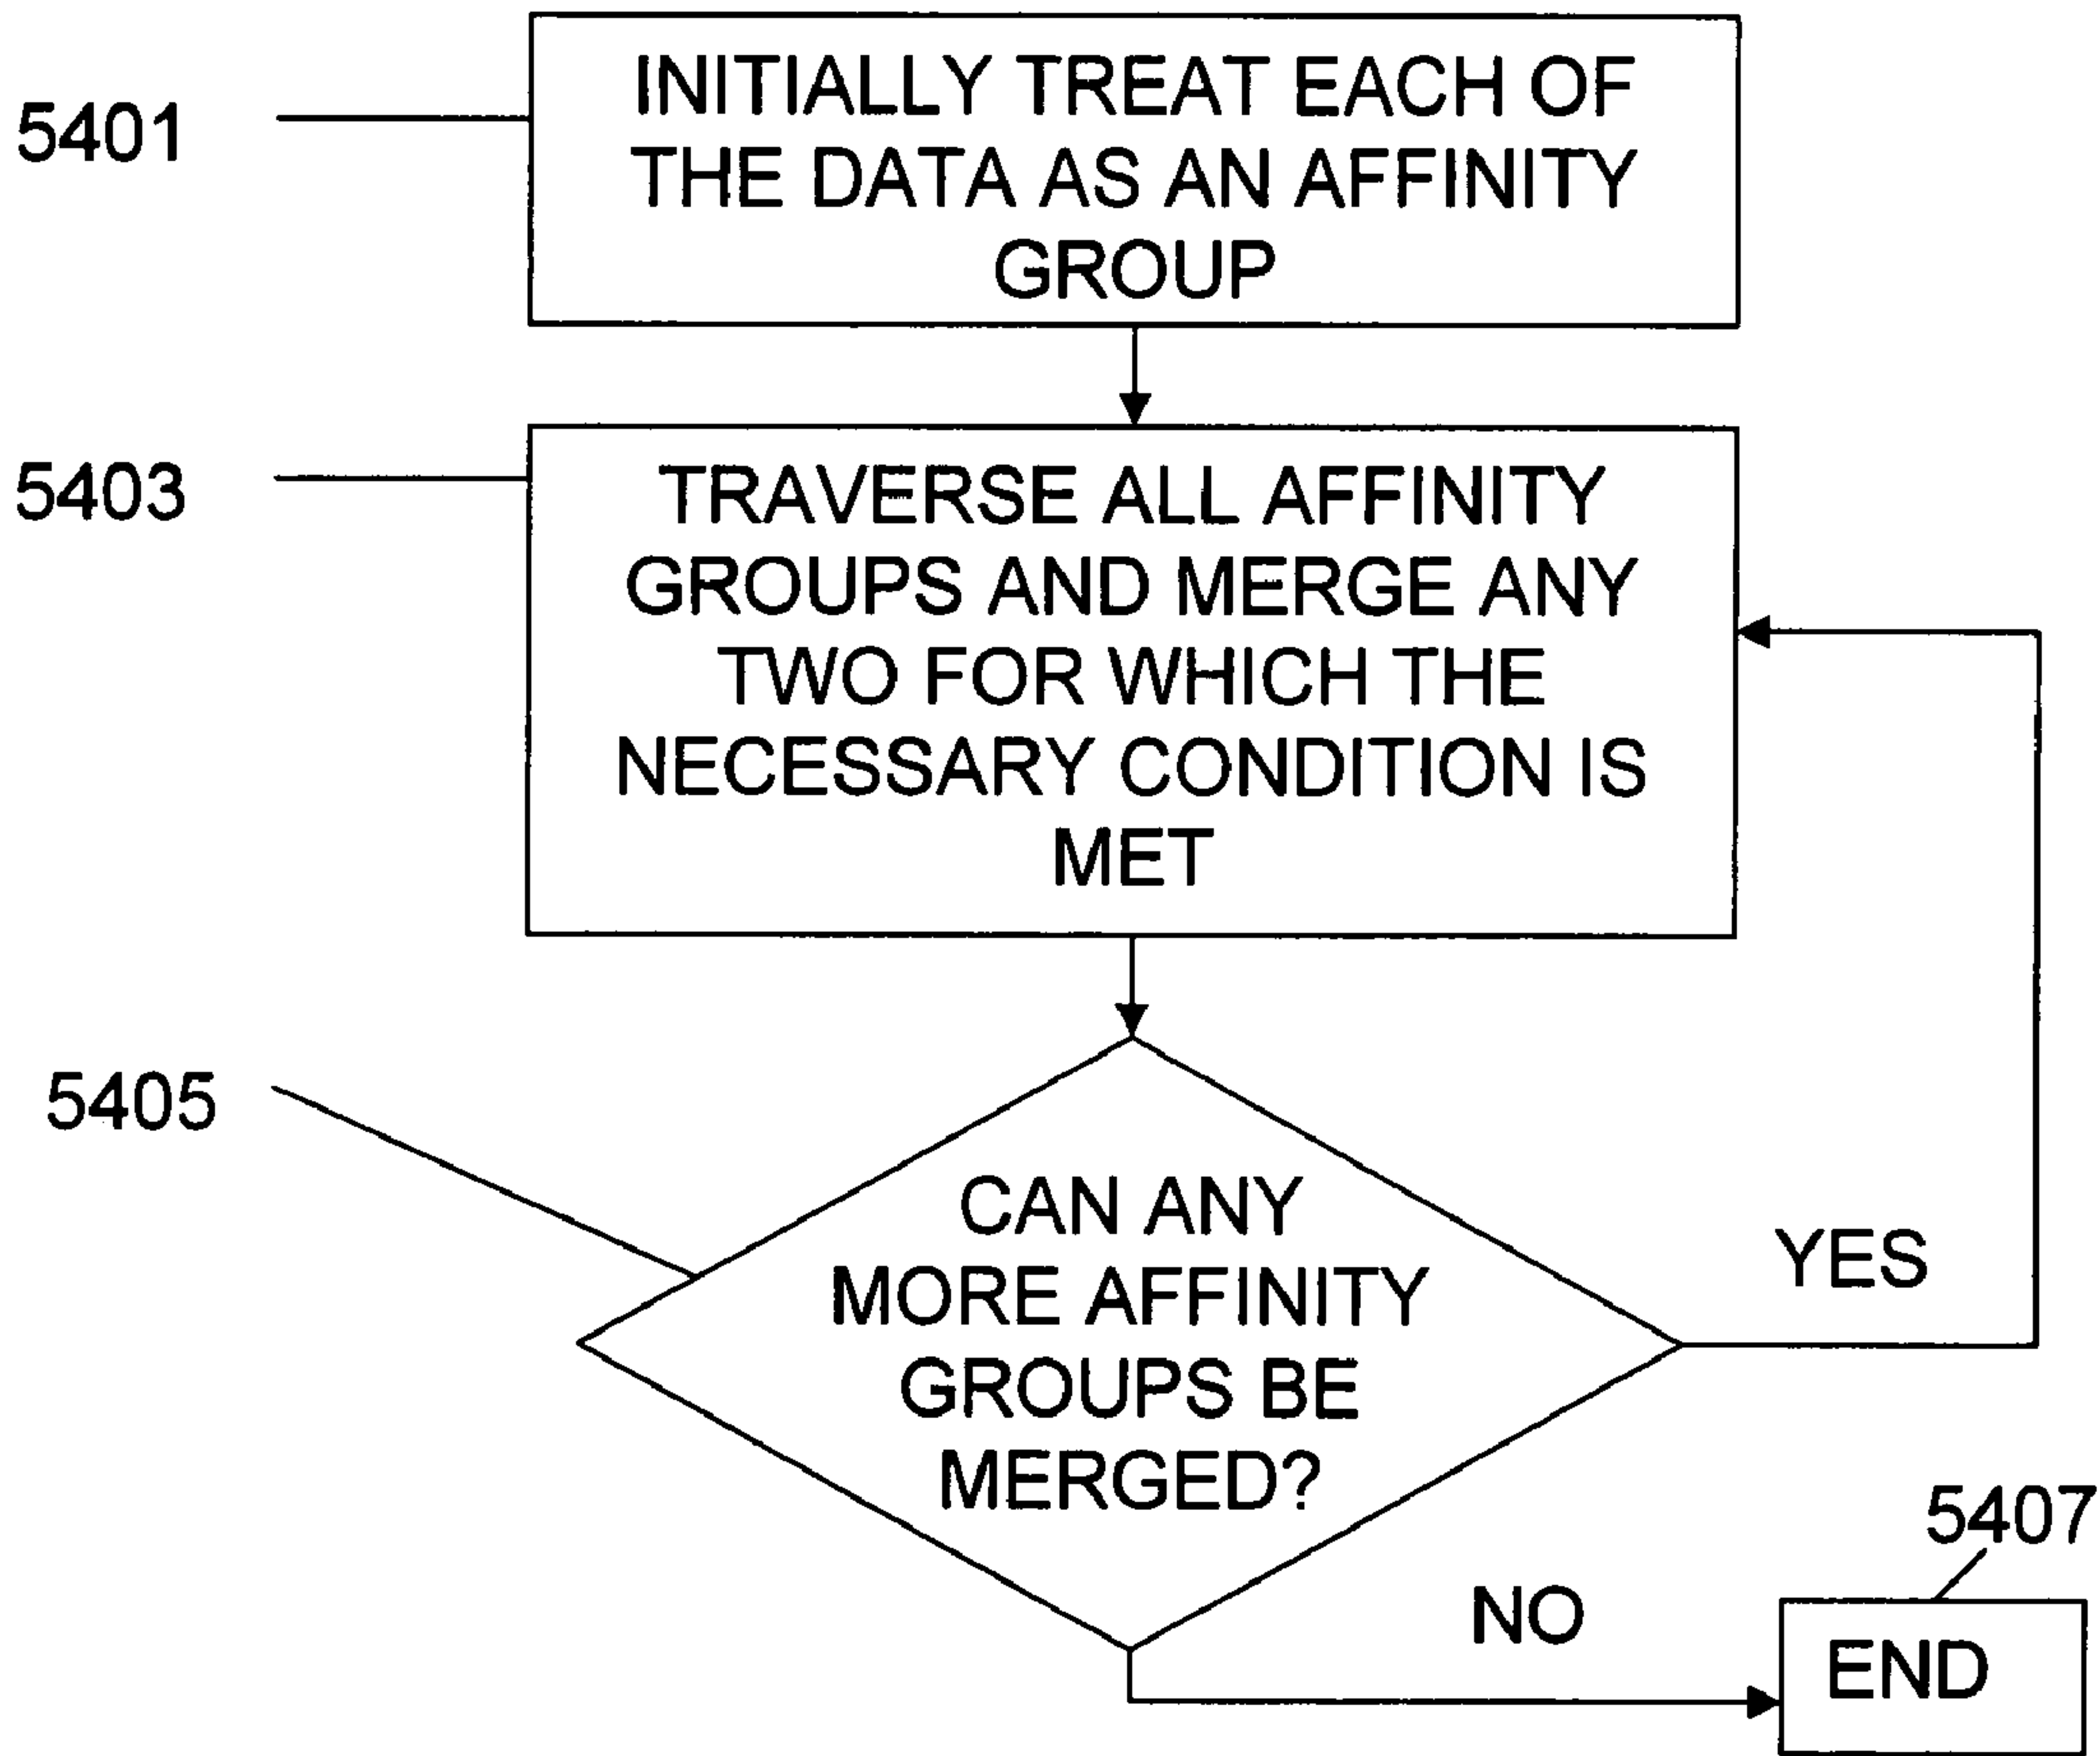 5401
INITIALLY TREAT EACH OF
THE DATA AS AN AFFINITY
GROUP
5403
TRAVERSE ALL AFFINITY
GROUPS AND MERGE ANY
TWO FOR WHICH THE
NECESSARY CONDITION IS
MET
5405
CAN ANY
MORE AFFINITY
GROUPS BE
MERGED?
YES
NO
5407
END